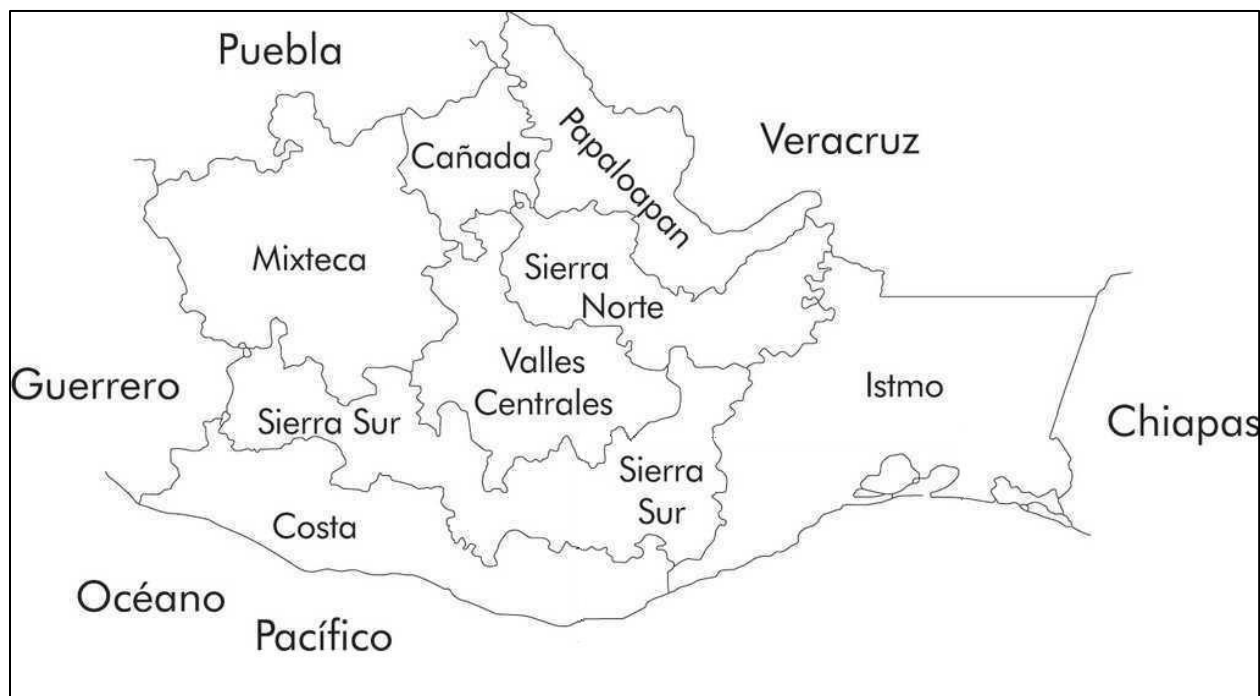 Puebla
Veracruz
Cañada
Papaloapan
Mixteca
Sierra
Norte
Valles
Centrales
Guerrero
Istmo
Sierra Sur
Chiapas
Sierra
Sur
Costa
Océano
Pacífico